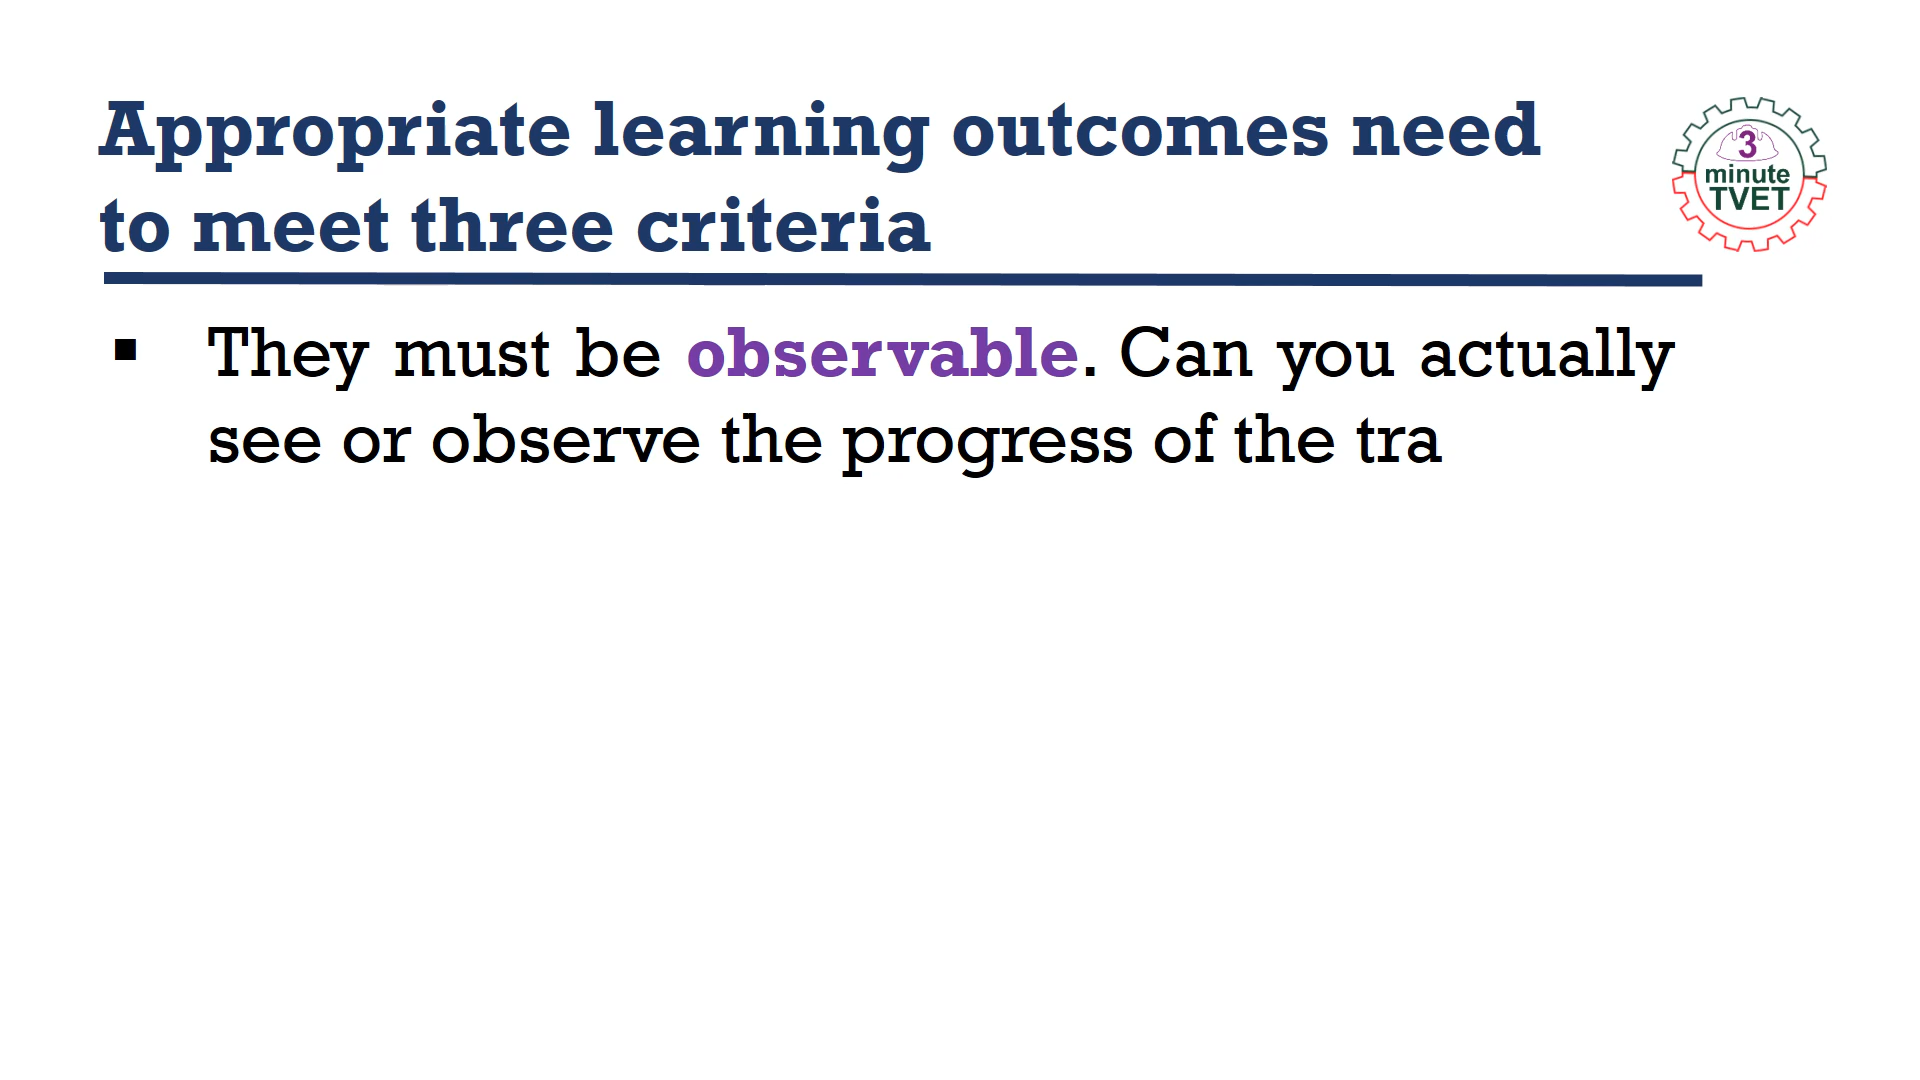 Appropriate learning outcomes need
to meet three criteria
3
minute
TVET
▪ They must be observable. Can you actually
see or observe the progress of the tra